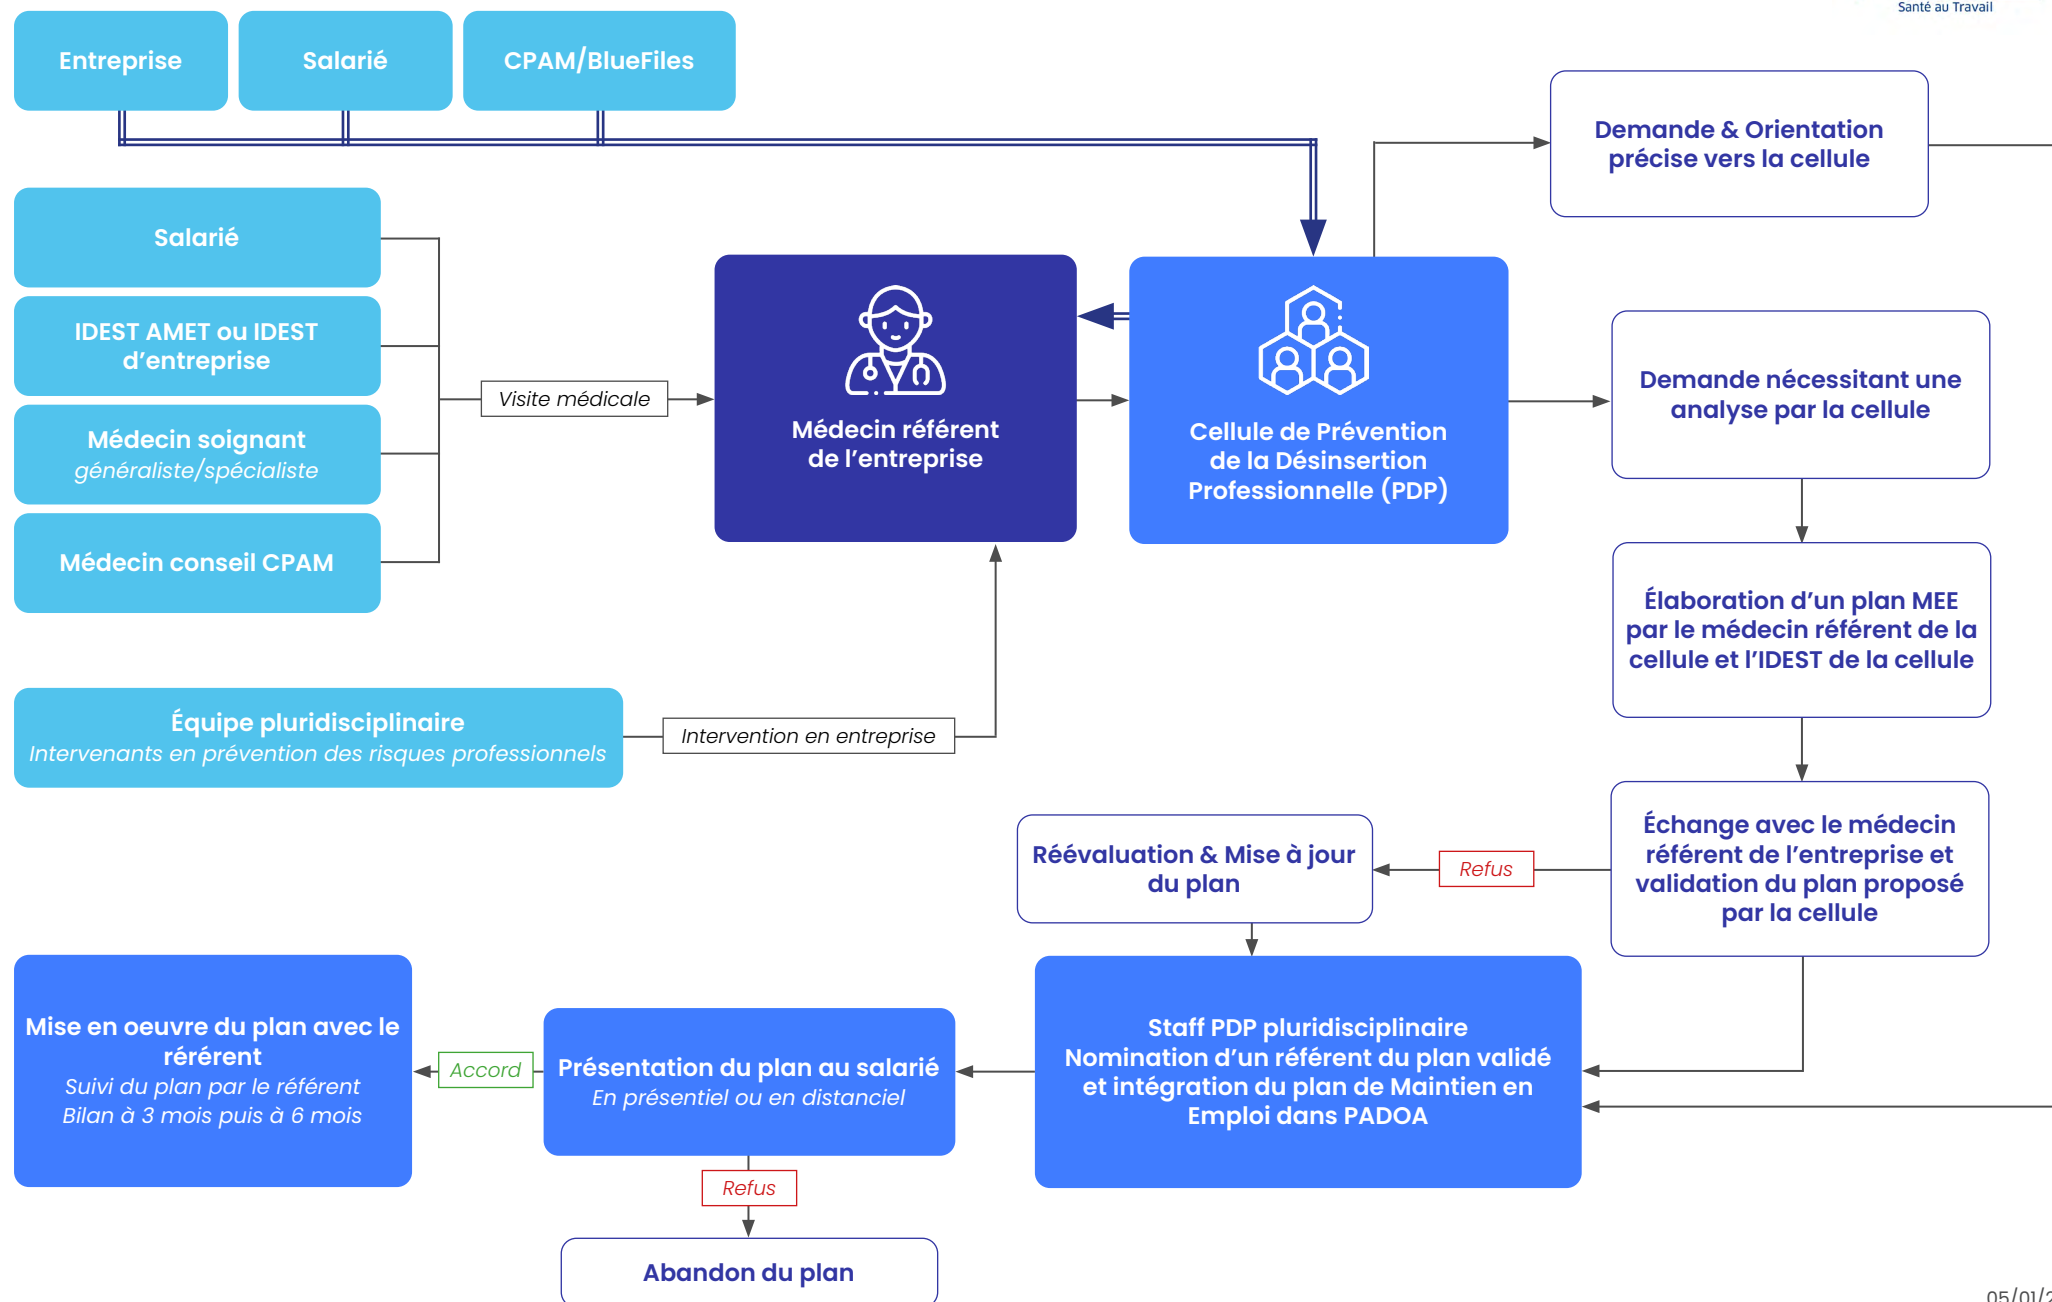 Santé au Travail
Entreprise
Salarié
CPAM/BlueFiles
Demande & Orientation
précise vers la cellule
Salarié
IDEST AMET ou IDEST
d'entreprise
Médecin soignant
généraliste/spécialiste
Médecin conseil CPAM
Visite médicale
Médecin référent
de l'entreprise
Cellule de Prévention
de la Désinsertion
Professionnelle (PDP)
Demande nécessitant une
analyse par la cellule
Élaboration d'un plan MEE
par le médecin référent de la
cellule et l'IDEST de la cellule
Équipe pluridisciplinaire
Intervenants en prévention des risques professionnels
Intervention en entreprise
Échange avec le médecin
référent de l'entreprise et
validation du plan proposé
par la cellule
Refus
Réévaluation & Mise à jour
du plan
Staff PDP pluridisciplinaire
Nomination d'un référent du plan validé
et intégration du plan de Maintien en
Emploi dans PADOA
Présentation du plan au salarié
En présentiel ou en distanciel
Accord
Mise en oeuvre du plan avec le
rérérent
Suivi du plan par le référent
Bilan à 3 mois puis à 6 mois
Refus
Abandon du plan
05/01/2